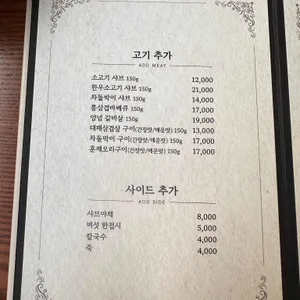 고기 추가
ADD MEAT
소고기 샤브 150g 12,000
한우소고기 샤브 150g 21,000
차돌박이 샤브 150g 14,000
통삼겹바베큐 150g 17,000
양념 갈비살 150g 19,000
대패삼겹살 구이(간장맛/매운맛) 150g 13,000
차돌박이 구이(간장맛/매운맛) 150g 17,000
훈제오리구이(간장맛/매운맛) 150g 17,000
사이드 추가
ADD SIDE
샤브야채 8,000
버섯 한접시 5,000
칼국수 4,000
죽 4,000